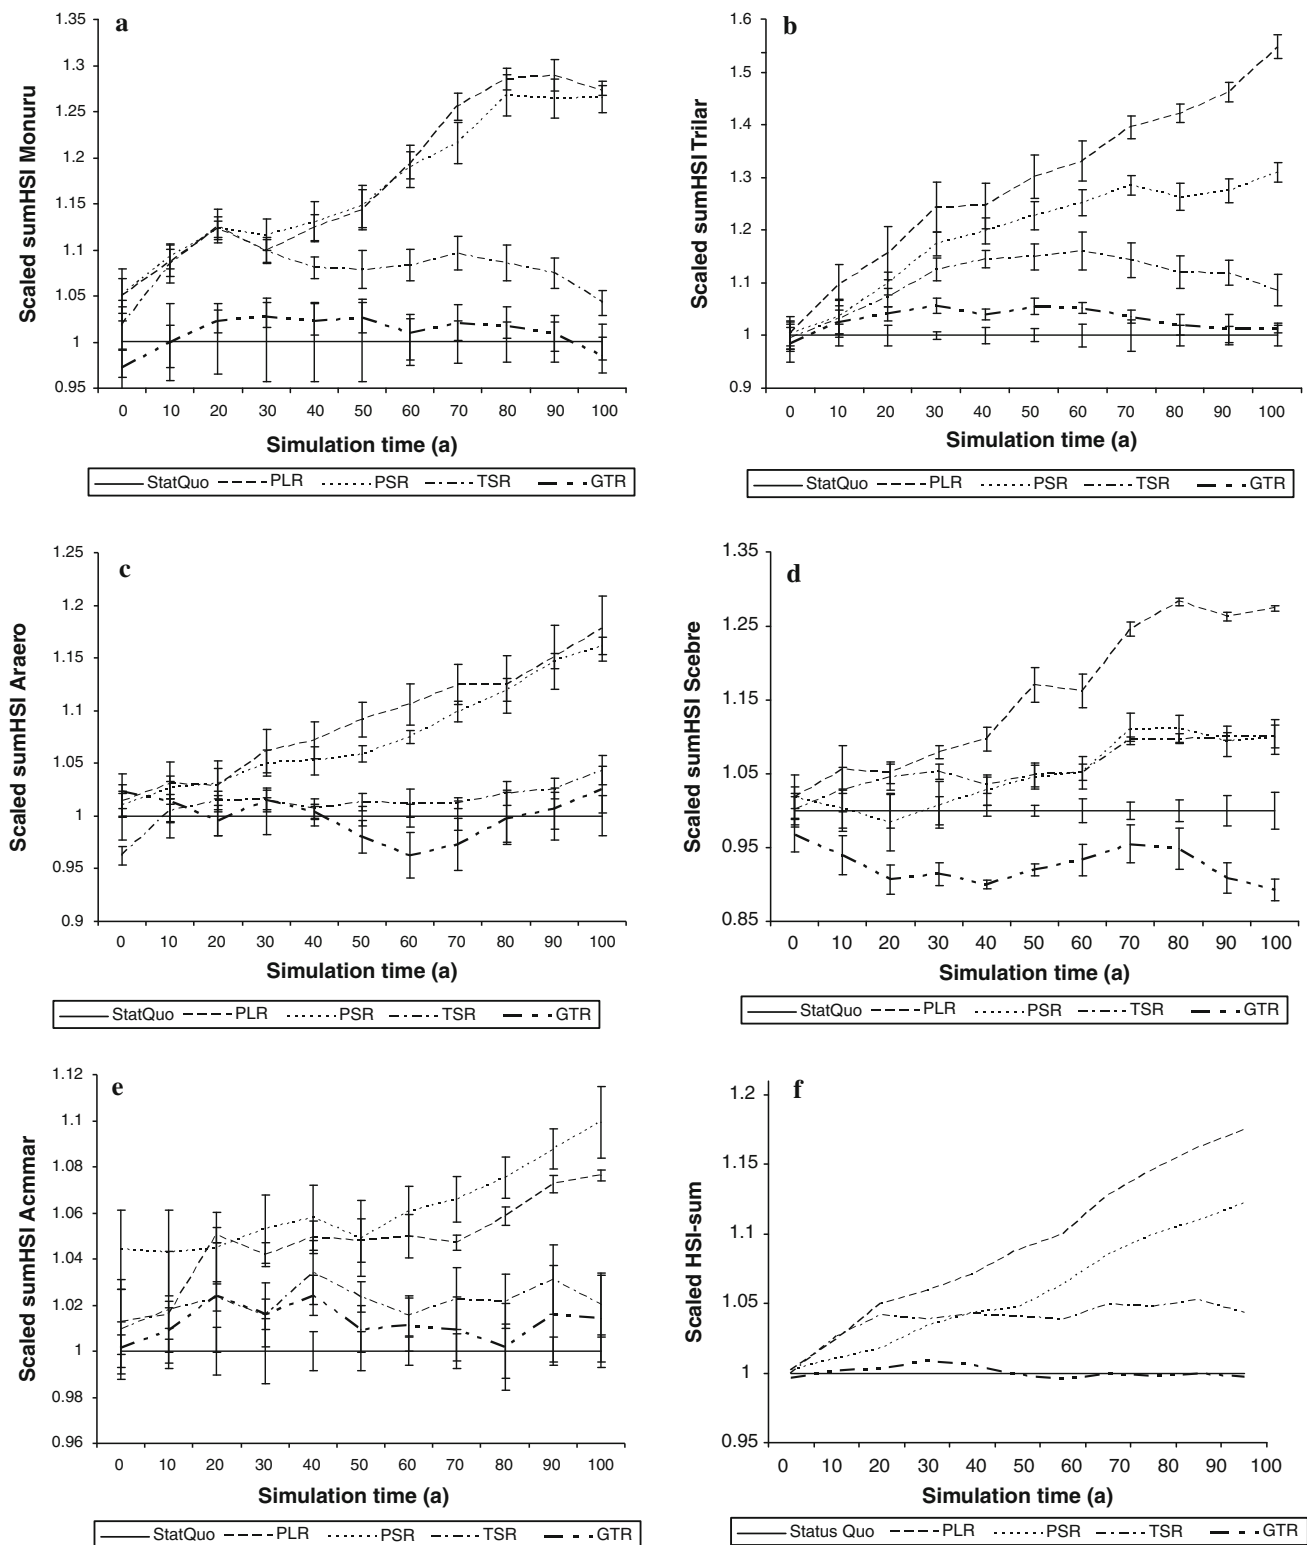 a
1.35
1.3
1.25
1.2
1.15
1.1
1.05
1
0.95
Scaled sumHSI Monuru
0 10 20 30 40 50 60 70 80 90 100
Simulation time (a)
StatQuo PLR PSR TSR GTR
b
1.6
1.5
1.4
1.3
1.2
1.1
1
0.9
Scaled sumHSI Trilar
0 10 20 30 40 50 60 70 80 90 100
Simulation time (a)
StatQuo PLR PSR TSR GTR
c
1.25
1.2
1.15
1.1
1.05
1
0.95
0.9
Scaled sumHSI Araero
0 10 20 30 40 50 60 70 80 90 100
Simulation time (a)
StatQuo PLR PSR TSR GTR
d
1.35
1.25
1.15
1.05
0.95
0.85
Scaled sumHSI Scebre
0 10 20 30 40 50 60 70 80 90 100
Simulation time (a)
StatQuo PLR PSR TSR GTR
e
1.12
1.1
1.08
1.06
1.04
1.02
1
0.98
0.96
Scaled sumHSI Acmmar
0 10 20 30 40 50 60 70 80 90 100
Simulation time (a)
StatQuo PLR PSR TSR GTR
f
1.2
1.15
1.1
1.05
1
0.95
Scaled HSI-sum
0 10 20 30 40 50 60 70 80 90 100
Simulation time (a)
Status Quo PLR PSR TSR GTR